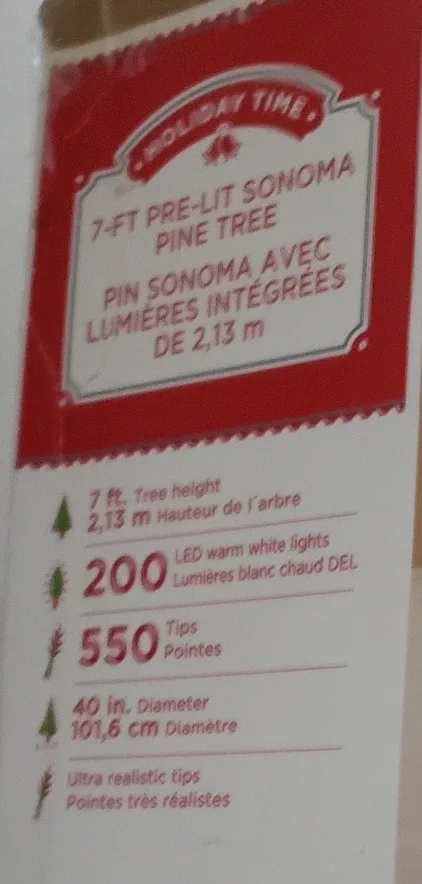 HOLIDAY TIME
7-FT PRE-LIT SONOMA
PINE TREE
PIN SONOMA AVEC
LUMIÈRES INTÉGRÉES
DE 2,13 m
7 ft. Tree height
2,13 m Hauteur de l'arbre
200 LED warm white lights
Lumières blanc chaud DEL
550 Tips
Pointes
40 in. Diameter
101,6 cm Diamètre
Ultra realistic tips
Pointes très réalistes